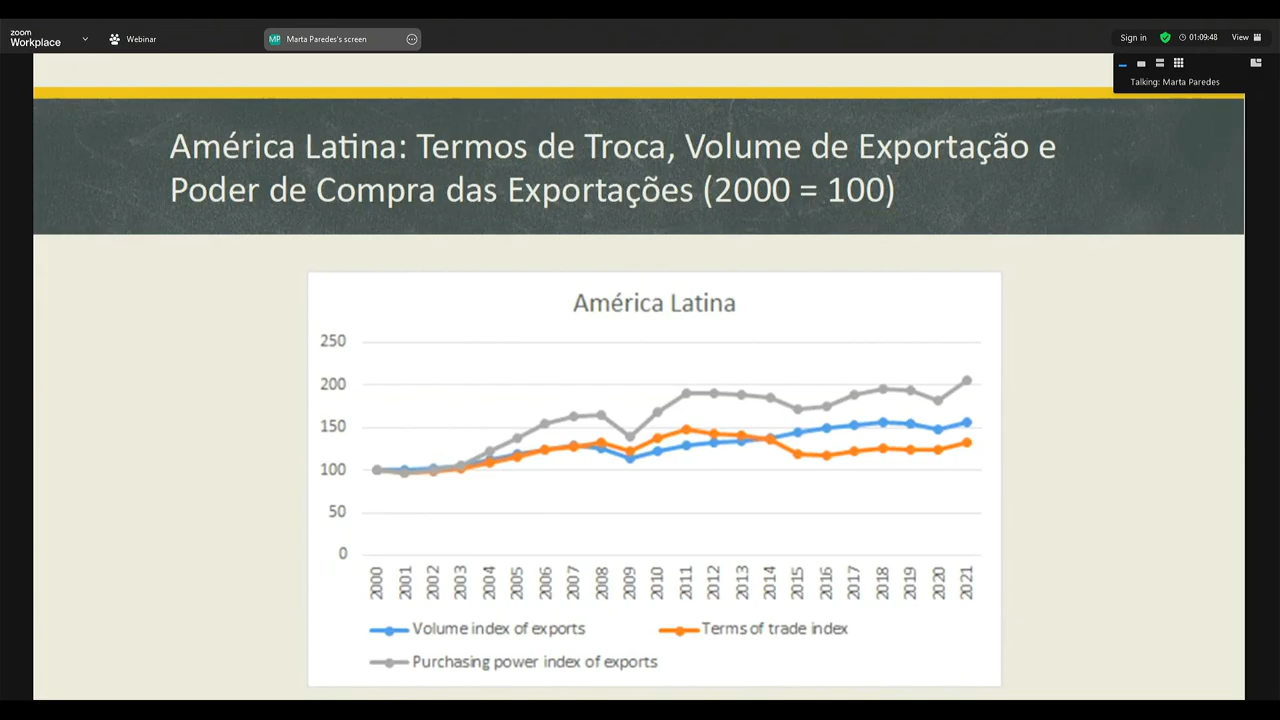 zoom
Workplace
Webinar
MP Marta Paredes's screen
Sign in
01:09:48
View
Talking: Marta Paredes
América Latina: Termos de Troca, Volume de Exportação e
Poder de Compra das Exportações (2000 = 100)
América Latina
250
200
150
100
50
0
2000 2001 2002 2003 2004 2005 2006 2007 2008 2009 2010 2011 2012 2013 2014 2015 2016 2017 2018 2019 2020 2021
Volume index of exports
Terms of trade index
Purchasing power index of exports